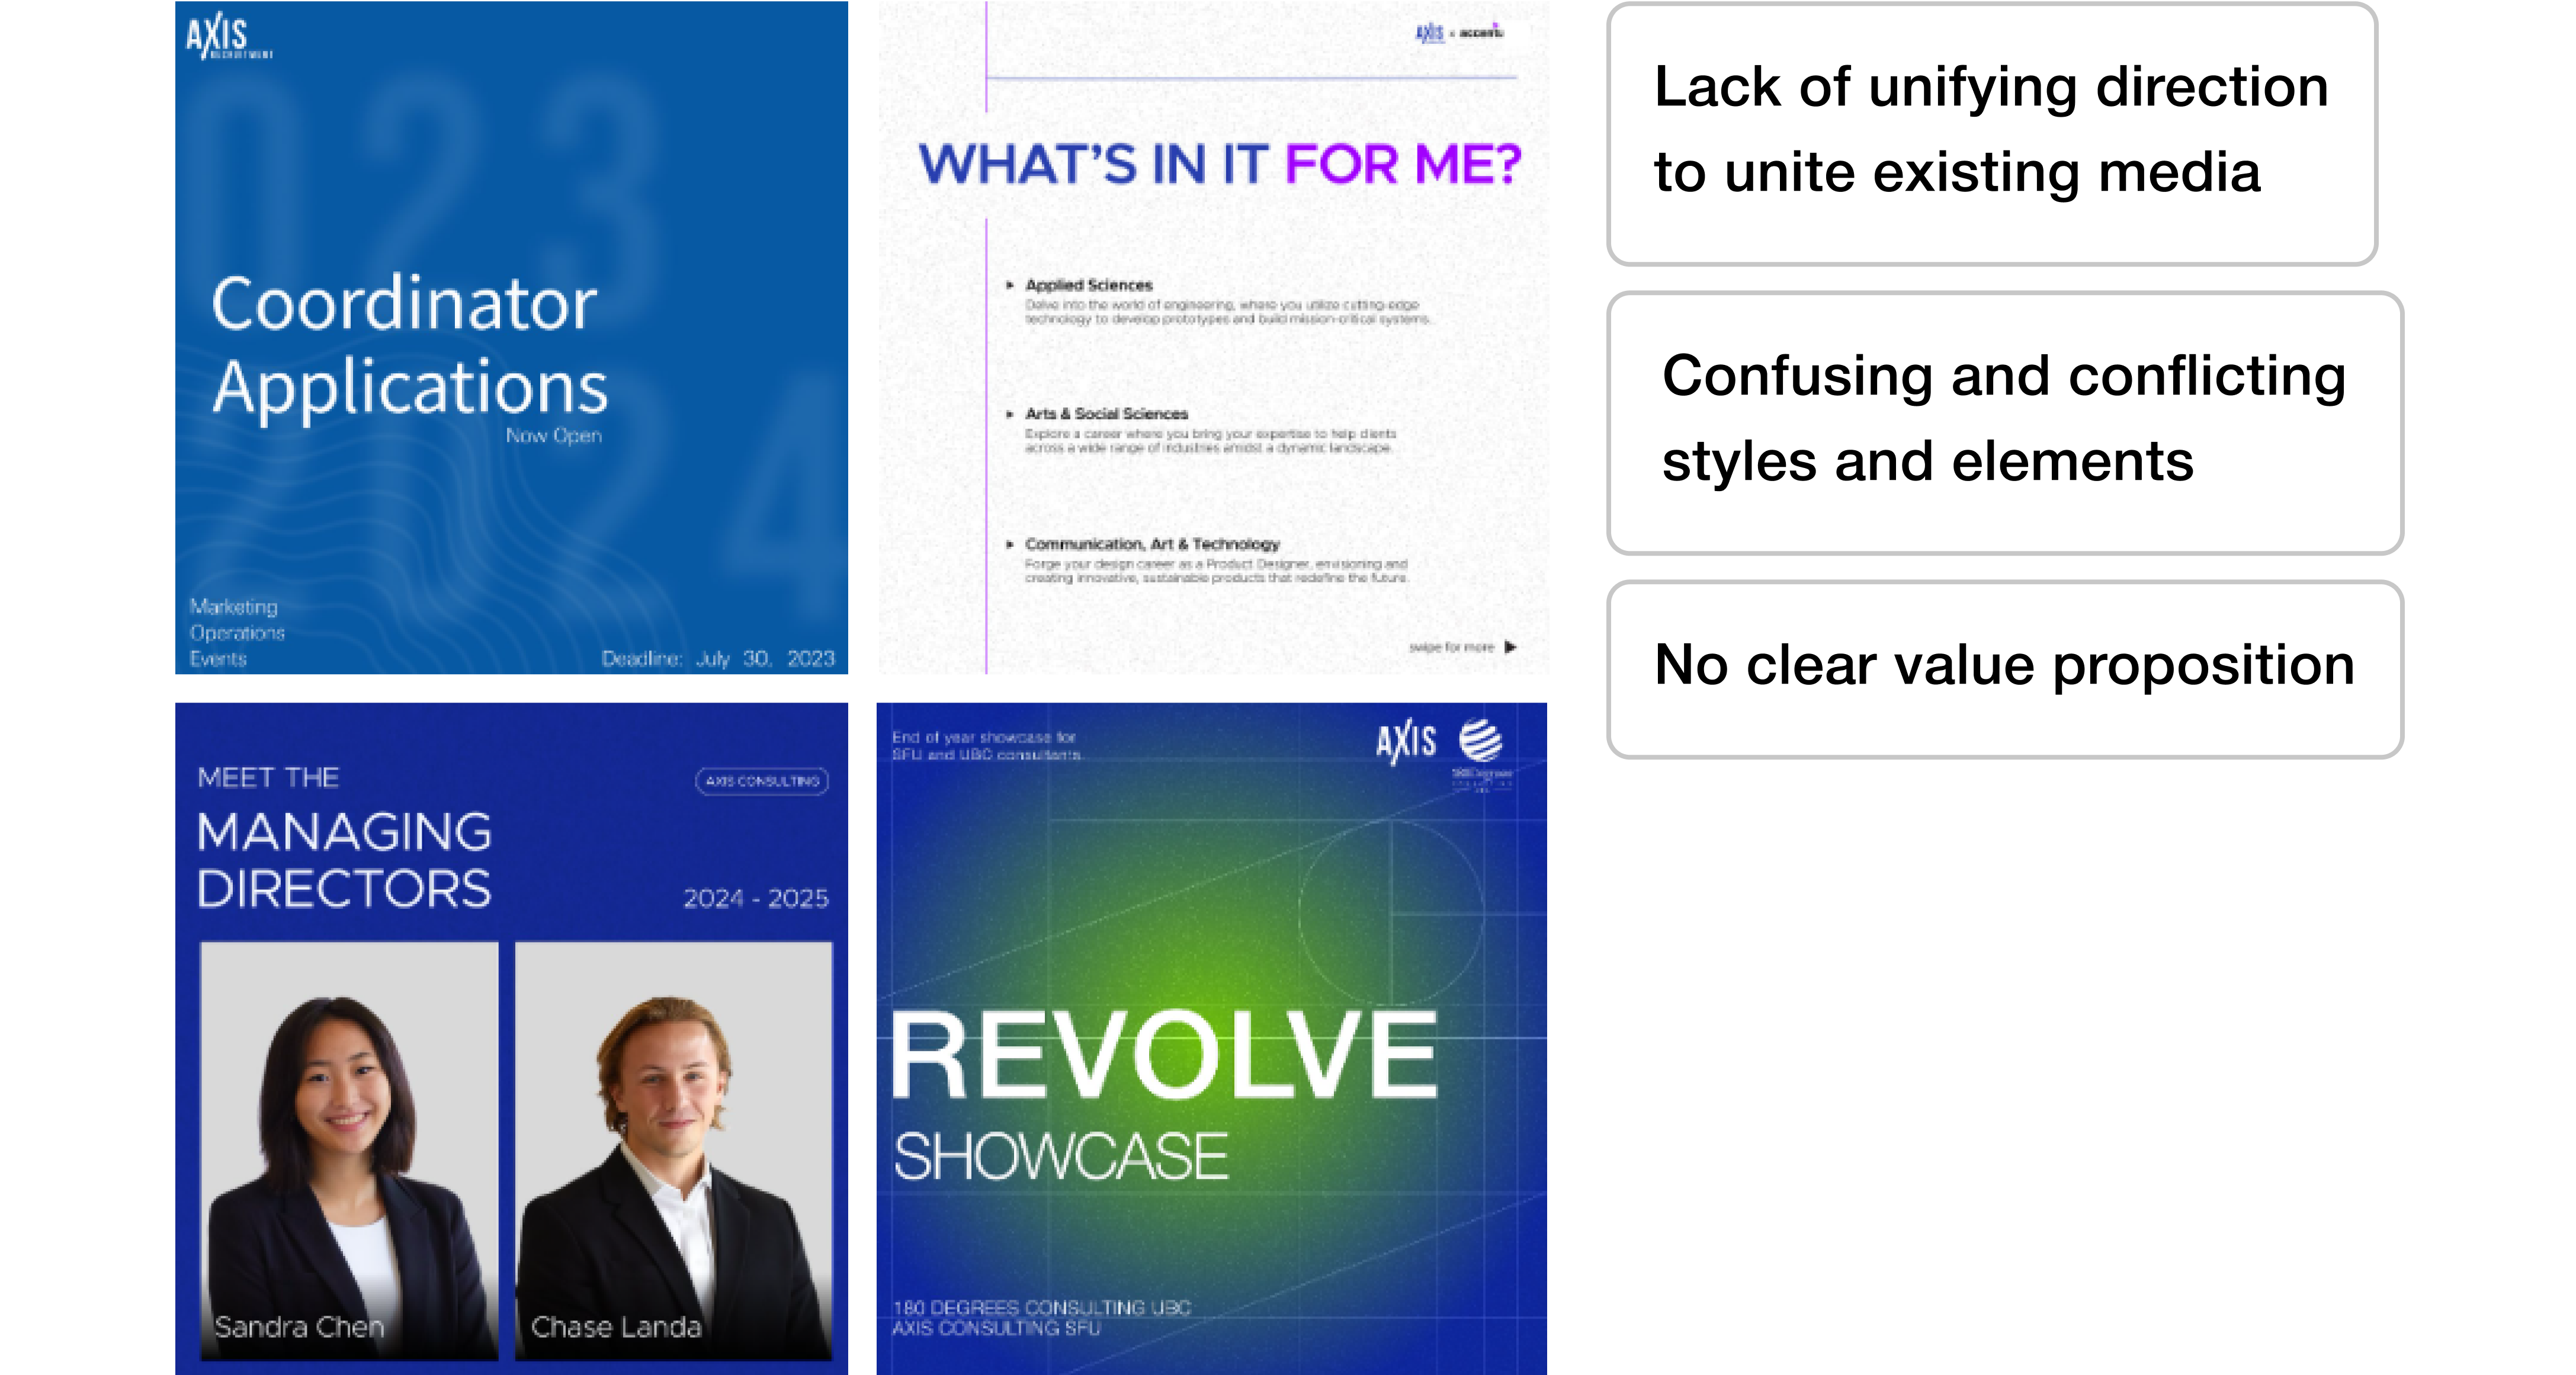 AXIS
RECRUITMENT
023
Coordinator
Applications
Now Open
2024
Marketing
Operations
Events
Deadline: July 30, 2023
AXIS x accentu
WHAT'S IN IT FOR ME?
Applied Sciences
Delve into the world of engineering, where you utilize cutting-edge
technology to develop prototypes and build mission-critical systems.
Arts & Social Sciences
Explore a career where you bring your expertise to help clients
across a wide range of industries amidst a dynamic landscape.
Communication, Art & Technology
Forge your design career as a Product Designer, envisioning and
creating innovative, sustainable products that redefine the future.
swipe for more
MEET THE
MANAGING
DIRECTORS
AXIS CONSULTING
2024 - 2025
Sandra Chen
Chase Landa
End of year showcase for
SFU and UBC consultants
AXIS
180 Degrees
CONSULTING
UBC
REVOLVE
SHOWCASE
180 DEGREES CONSULTING UBC
AXIS CONSULTING SFU
Lack of unifying direction
to unite existing media
Confusing and conflicting
styles and elements
No clear value proposition